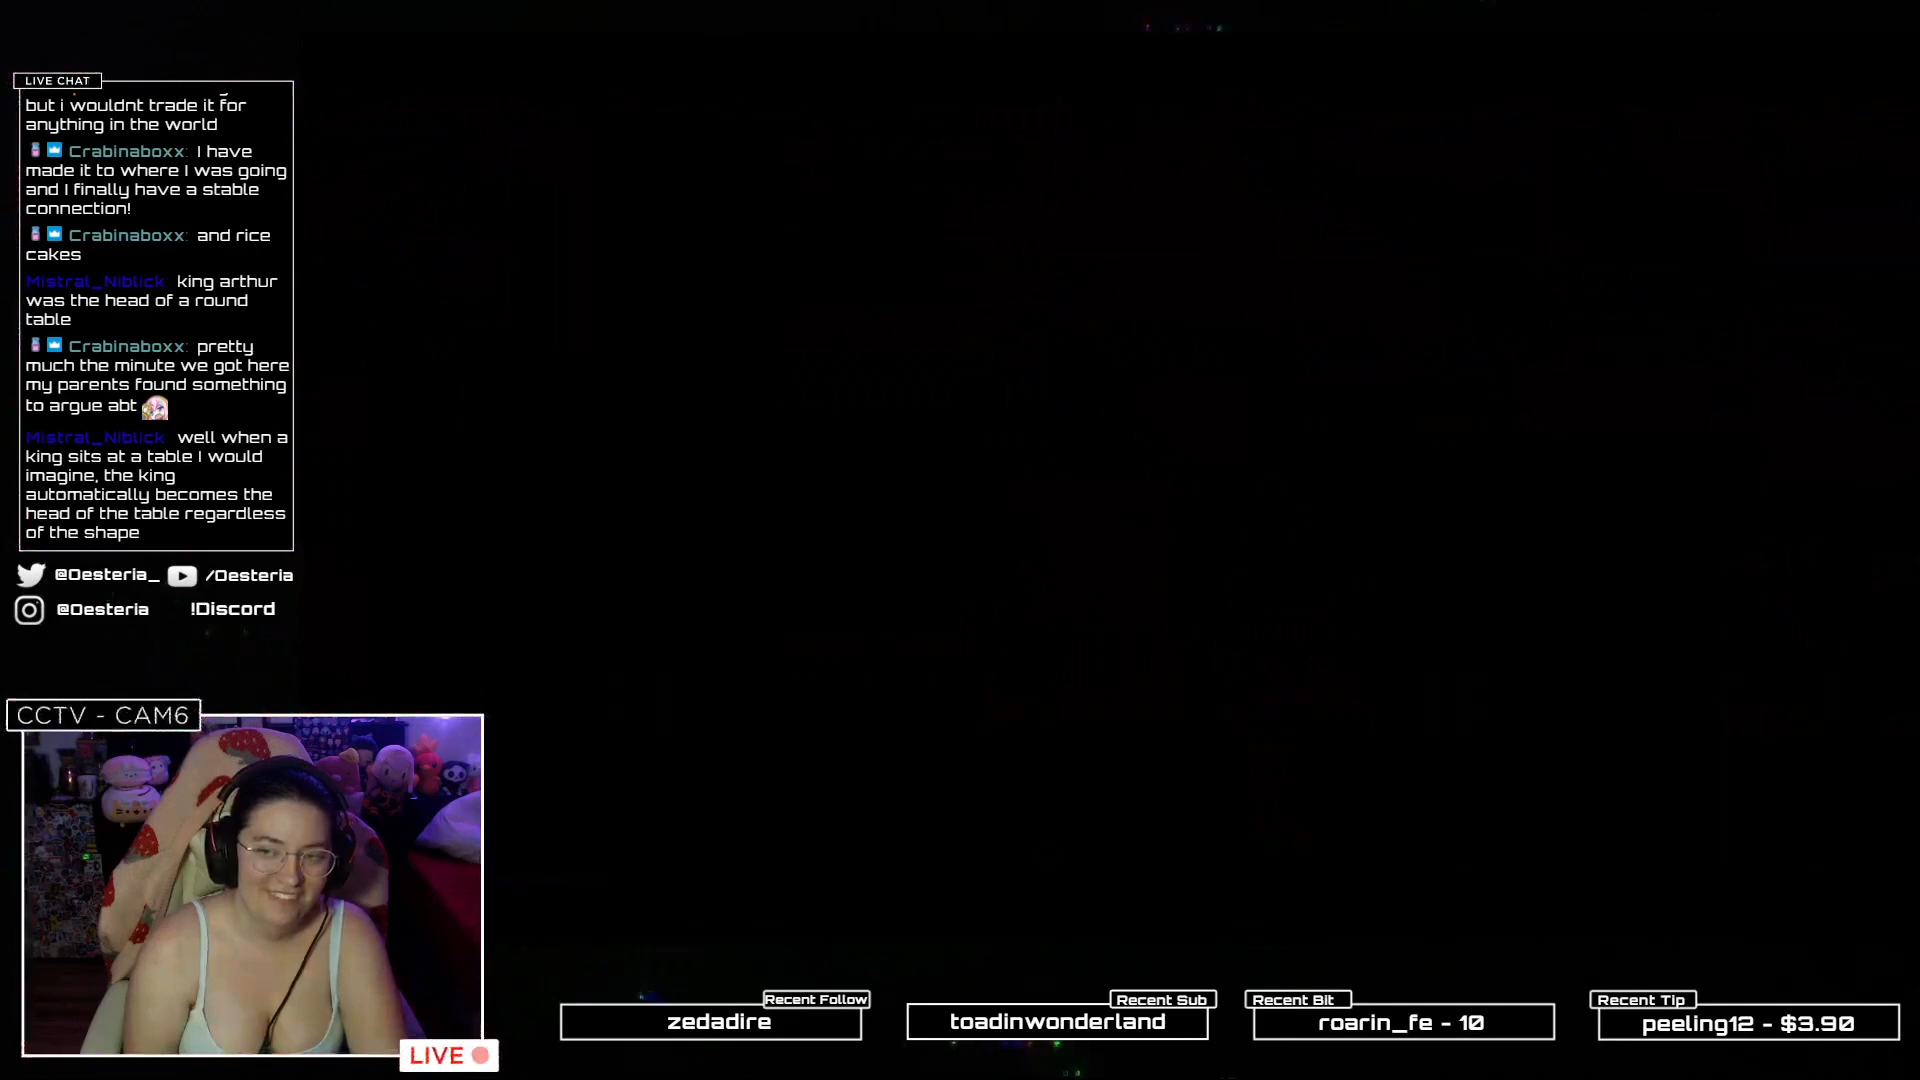 LIVE CHAT
but i wouldnt trade it for
anything in the world
Crabinaboxx: I have
made it to where I was going
and I finally have a stable
connection!
Crabinaboxx: and rice
cakes
Mistral_Niblick king arthur
was the head of a round
table
Crabinaboxx: pretty
much the minute we got here
my parents found something
to argue abt
Mistral_Niblick well when a
king sits at a table I would
imagine, the king
automatically becomes the
head of the table regardless
of the shape
@Desteria_ /Desteria
@Desteria !Discord
CCTV - CAM6
LIVE
Recent Follow
zedadire
Recent Sub
toadinwonderland
Recent Bit
roarin_fe - 10
Recent Tip
peeling12 - $3.90